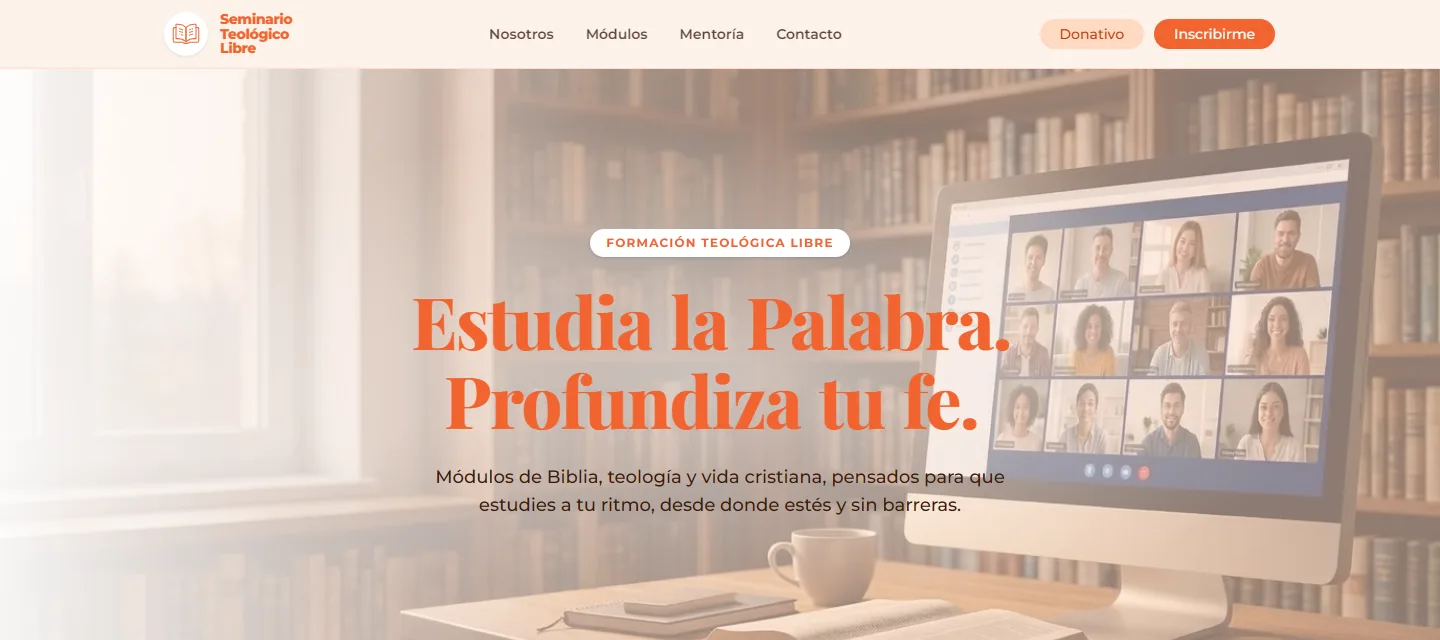 Seminario
Teológico
Libre
Nosotros
Módulos
Mentoría
Contacto
Donativo
Inscribirme
FORMACIÓN TEOLÓGICA LIBRE
Estudia la Palabra.
Profundiza tu fe.
Módulos de Biblia, teología y vida cristiana, pensados para que
estudies a tu ritmo, desde donde estés y sin barreras.